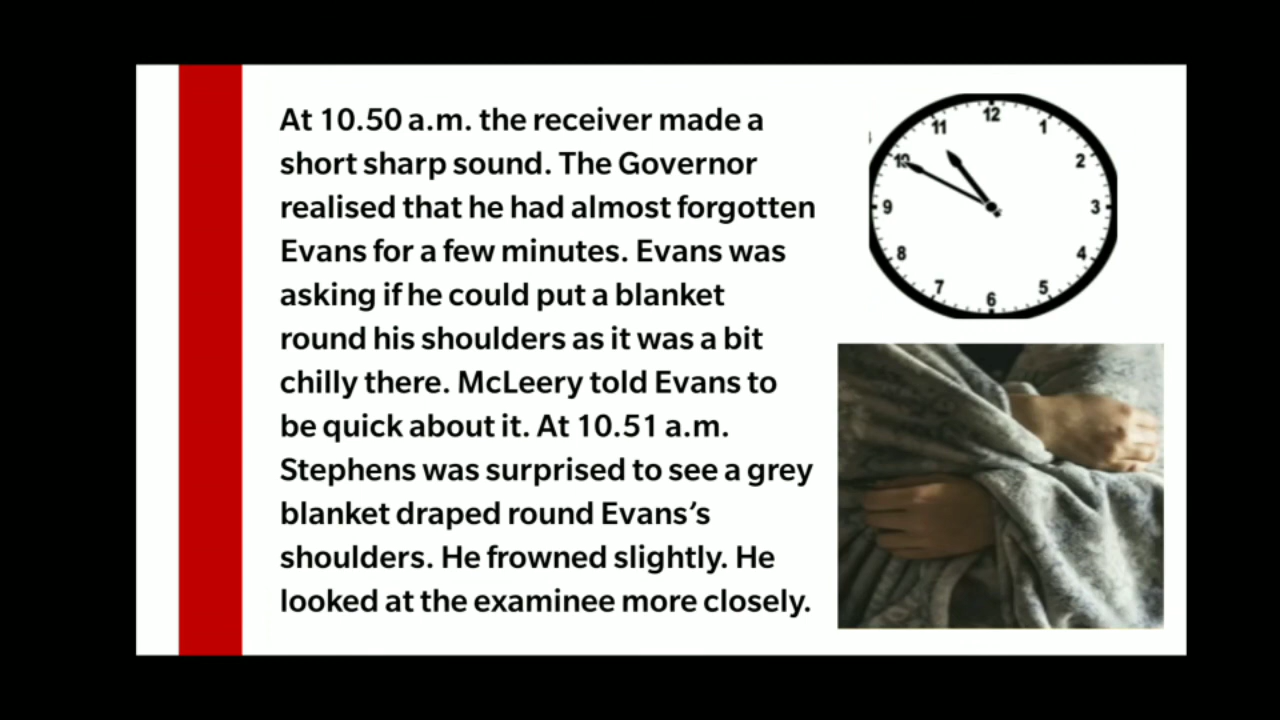 At 10.50 a.m. the receiver made a
short sharp sound. The Governor
realised that he had almost forgotten
Evans for a few minutes. Evans was
asking if he could put a blanket
round his shoulders as it was a bit
chilly there. McLeery told Evans to
be quick about it. At 10.51 a.m.
Stephens was surprised to see a grey
blanket draped round Evans’s
shoulders. He frowned slightly. He
looked at the examinee more closely.
12
11 1
10 2
9 3
8 4
7 5
6